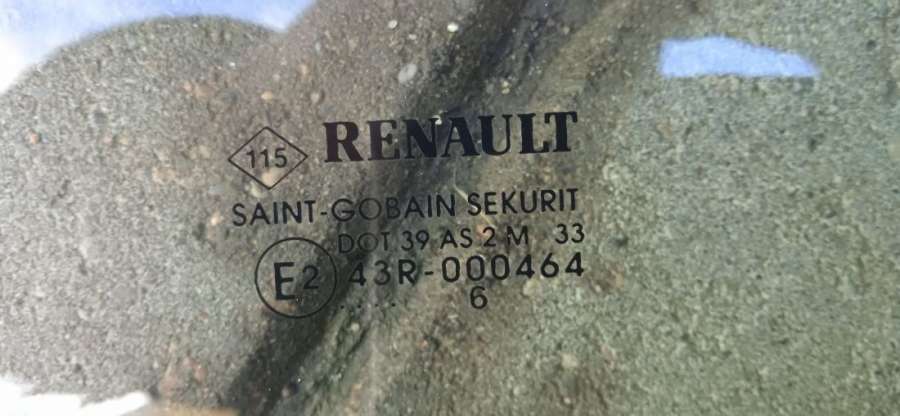 115 RENAULT
SAINT-GOBAIN SEKURIT
DOT 39 AS 2 M 33
E2 43R-000464
..... 6